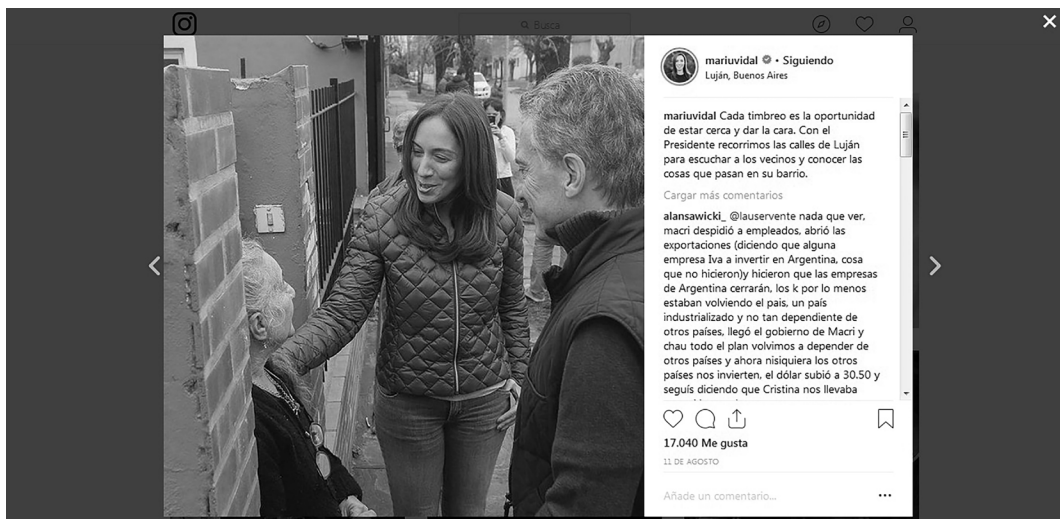 Busca
mariuvidal • Siguiendo
Luján, Buenos Aires
mariuvidal Cada timbreo es la oportunidad
de estar cerca y dar la cara. Con el
Presidente recorrimos las calles de Luján
para escuchar a los vecinos y conocer las
cosas que pasan en su barrio.
Cargar más comentarios
alansawicki_ @lauservente nada que ver,
macri despidió a empleados, abrió las
exportaciones (diciendo que alguna
empresa Iva a invertir en Argentina, cosa
que no hicieron)y hicieron que las empresas
de Argentina cerrarán, los k por lo menos
estaban volviendo el pais, un país
industrializado y no tan dependiente de
otros países, llegó el gobierno de Macri y
chau todo el plan volvimos a depender de
otros países y ahora nisiquiera los otros
países nos invierten, el dólar subió a 30.50 y
seguís diciendo que Cristina nos llevaba
17.040 Me gusta
11 DE AGOSTO
Añade un comentario...